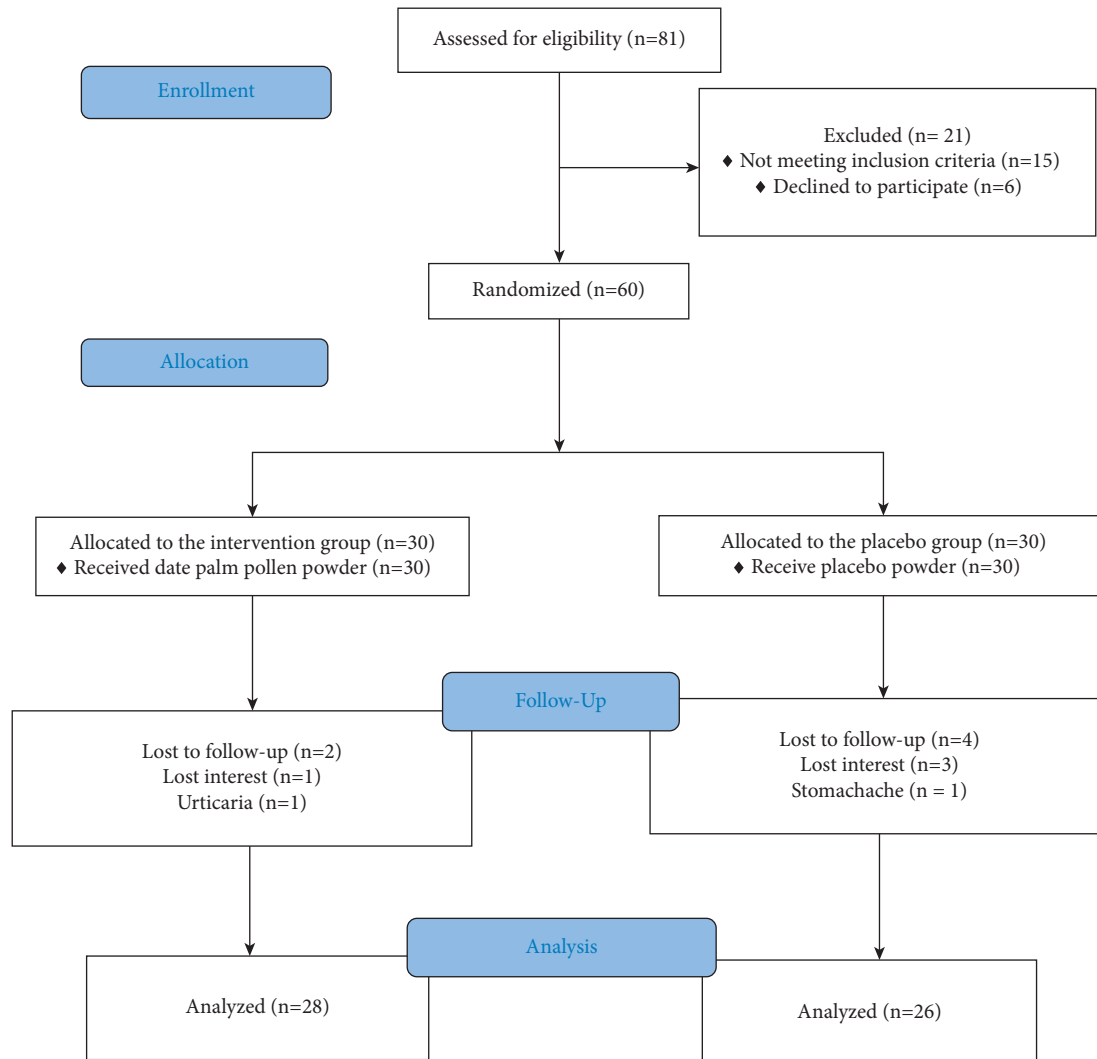 Assessed for eligibility (n=81)
Enrollment
Excluded (n= 21)
♦ Not meeting inclusion criteria (n=15)
♦ Declined to participate (n=6)
Randomized (n=60)
Allocation
Allocated to the intervention group (n=30)
♦ Received date palm pollen powder (n=30)
Allocated to the placebo group (n=30)
♦ Receive placebo powder (n=30)
Follow-Up
Lost to follow-up (n=2)
Lost interest (n=1)
Urticaria (n=1)
Lost to follow-up (n=4)
Lost interest (n=3)
Stomachache (n = 1)
Analysis
Analyzed (n=28)
Analyzed (n=26)